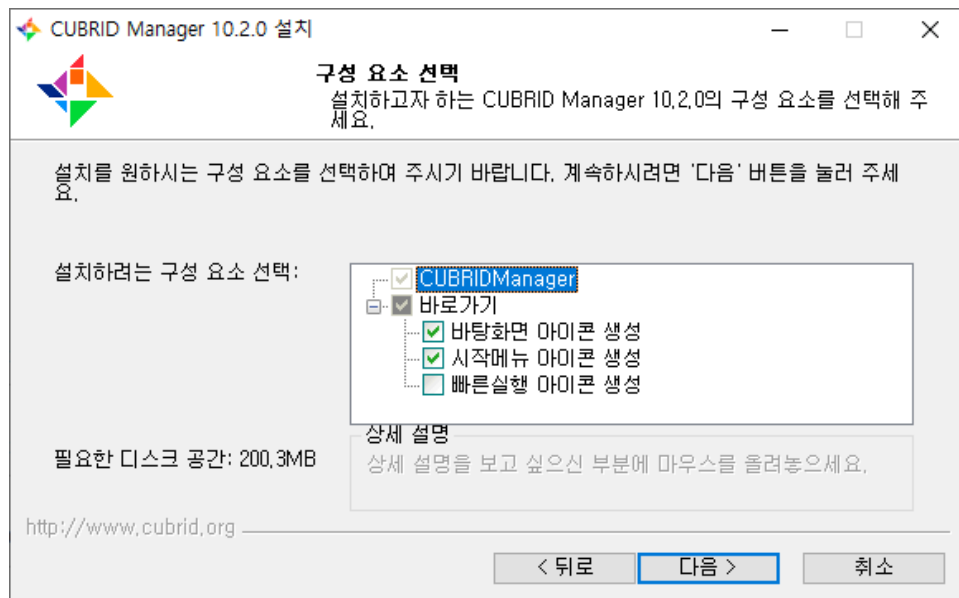 CUBRID Manager 10.2.0 설치
구성 요소 선택
설치하고자 하는 CUBRID Manager 10.2.0의 구성 요소를 선택해 주
세요.
설치를 원하시는 구성 요소를 선택하여 주시기 바랍니다. 계속하시려면 '다음' 버튼을 눌러 주세
요.
설치하려는 구성 요소 선택:
CUBRIDManager
바로가기
바탕화면 아이콘 생성
시작메뉴 아이콘 생성
빠른실행 아이콘 생성
필요한 디스크 공간: 200.3MB
상세 설명
상세 설명을 보고 싶으신 부분에 마우스를 올려놓으세요.
http://www.cubrid.org
< 뒤로
다음 >
취소